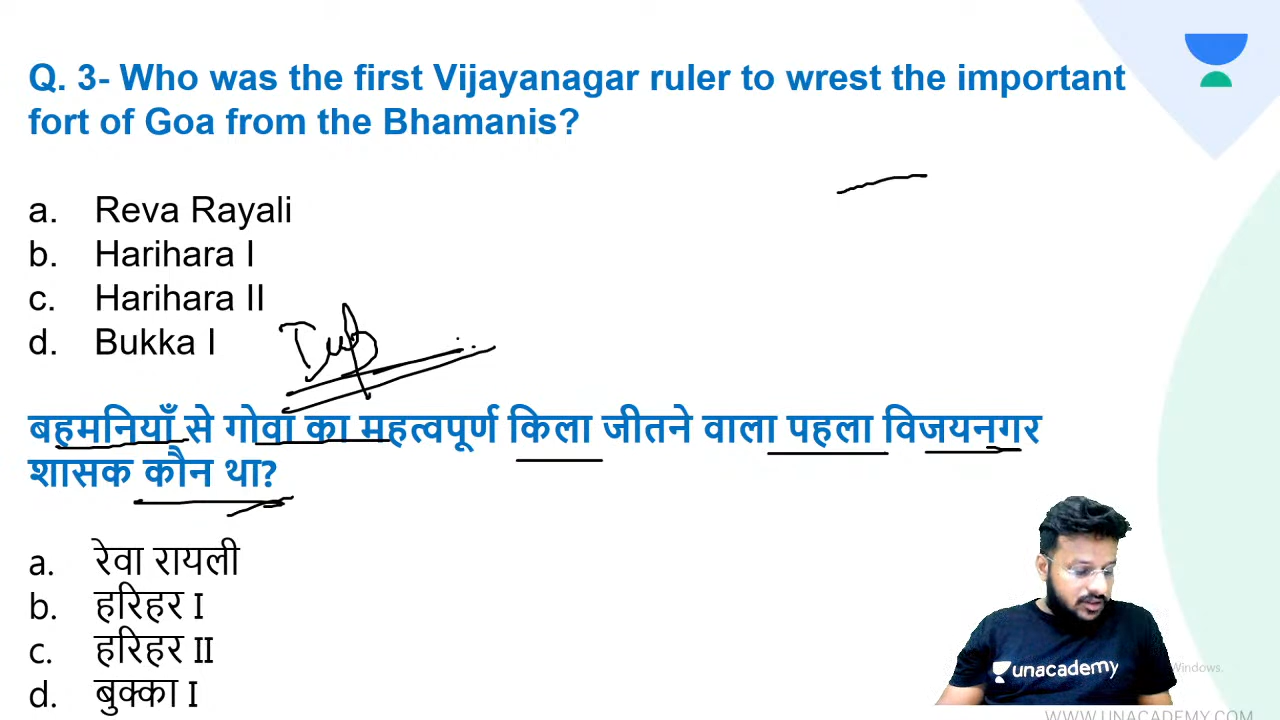 Q. 3- Who was the first Vijayanagar ruler to wrest the important
fort of Goa from the Bhamanis?
a. Reva Rayali
b. Harihara I
c. Harihara II
d. Bukka I
बहमनियाँ से गोवा का महत्वपूर्ण किला जीतने वाला पहला विजयनगर
शासक कौन था?
a. रेवा रायली
b. हरिहर I
c. हरिहर II
d. बुक्का I
unacademy
Windows.
WWW.UNACADEMY.COM